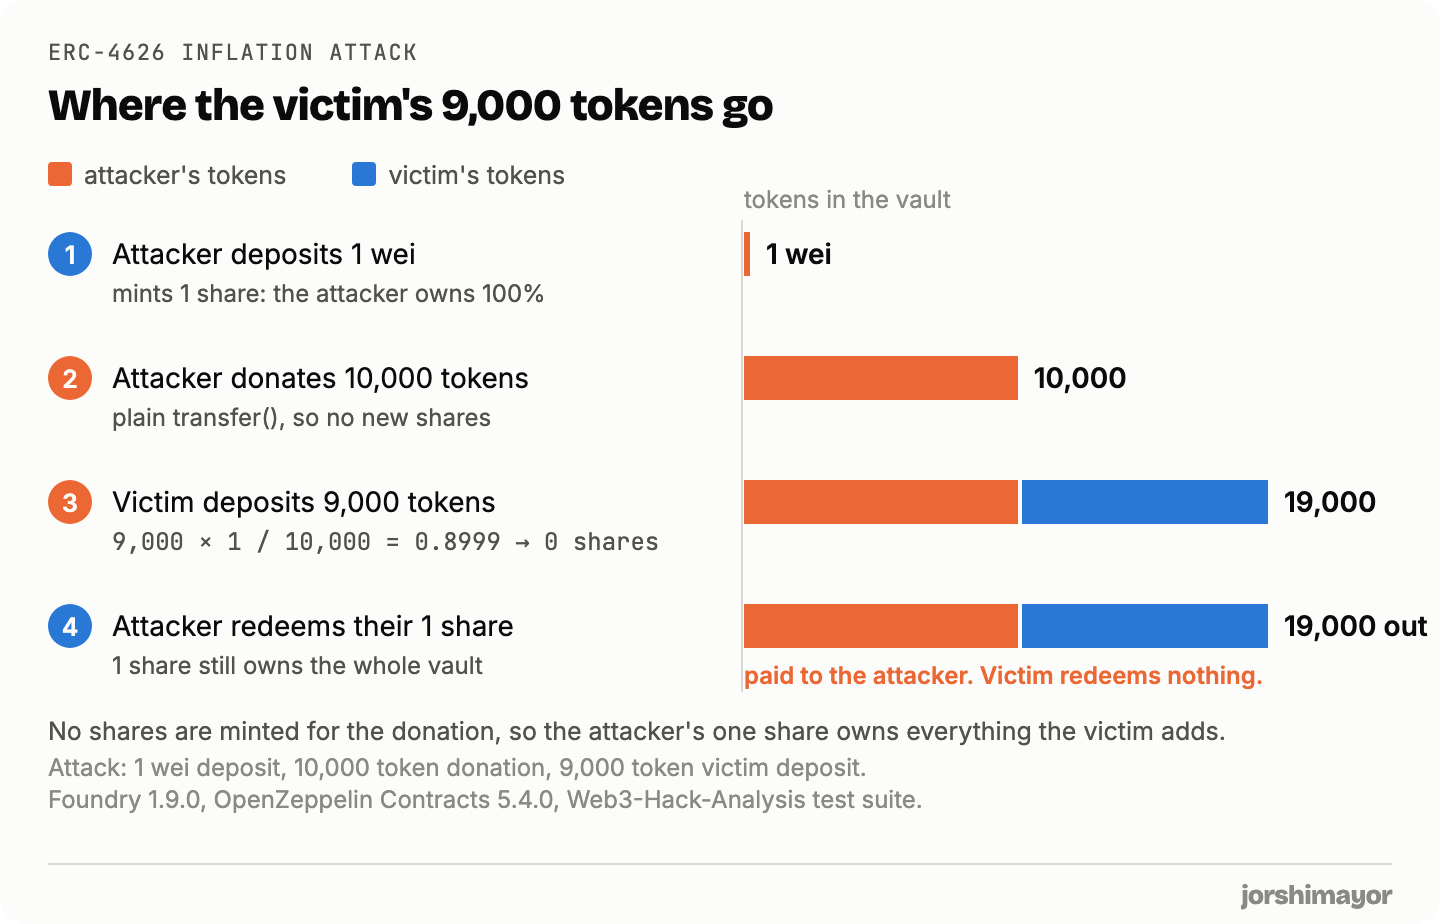 ERC-4626 INFLATION ATTACK
Where the victim's 9,000 tokens go
attacker's tokens
victim's tokens
tokens in the vault
1
Attacker deposits 1 wei
1 wei
mints 1 share: the attacker owns 100%
2
Attacker donates 10,000 tokens
10,000
plain transfer(), so no new shares
3
Victim deposits 9,000 tokens
19,000
9,000 × 1 / 10,000 = 0.8999 → 0 shares
4
Attacker redeems their 1 share
19,000 out
1 share still owns the whole vault
paid to the attacker. Victim redeems nothing.
No shares are minted for the donation, so the attacker's one share owns everything the victim adds.
Attack: 1 wei deposit, 10,000 token donation, 9,000 token victim deposit.
Foundry 1.9.0, OpenZeppelin Contracts 5.4.0, Web3-Hack-Analysis test suite.
jorshimayor